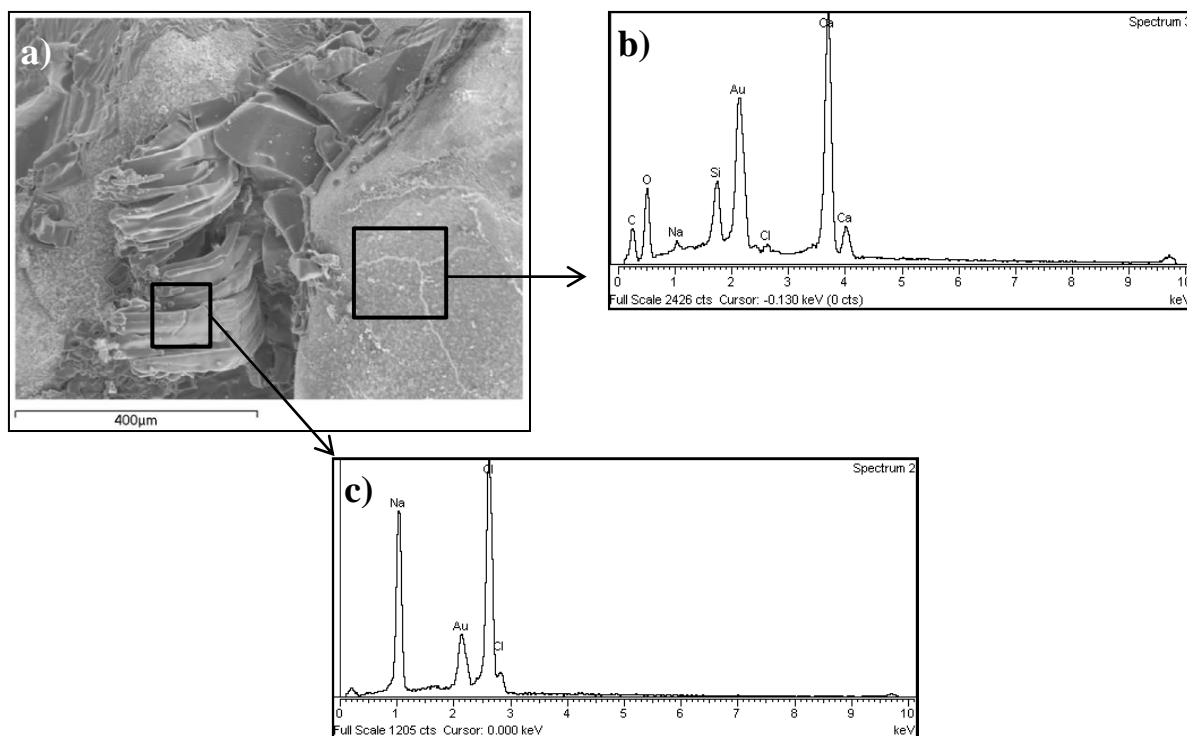 a)
400µm
b)
Spectrum 3
Ca
Au
Si
O
C
Na
Cl
Ca
0 1 2 3 4 5 6 7 8 9 10
Full Scale 2426 cts Cursor: -0.130 keV (0 cts)
keV
c)
Spectrum 2
Cl
Na
Au
Cl
0 1 2 3 4 5 6 7 8 9 10
Full Scale 1205 cts Cursor: 0.000 keV
keV